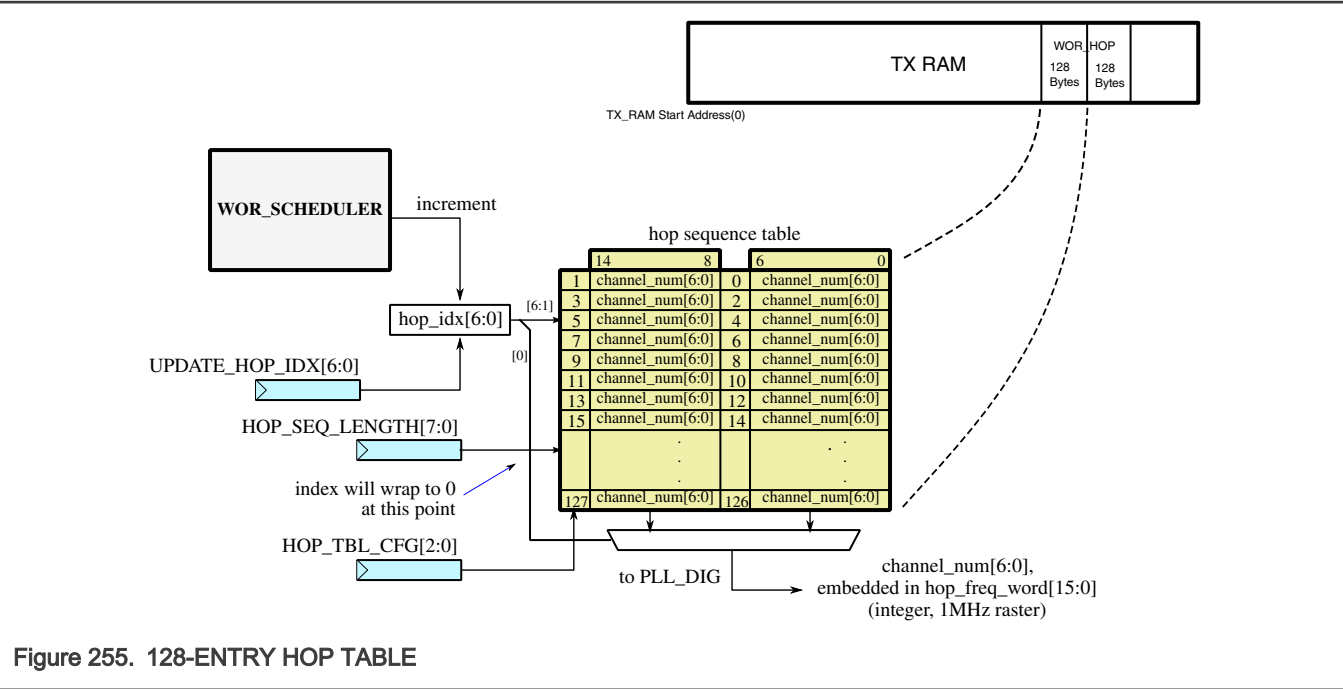 WOR_HOP
TX RAM
128 Bytes
128 Bytes
TX_RAM Start Address(0)
WOR_SCHEDULER
increment
hop sequence table
14 8 6 0
1 channel_num[6:0] 0 channel_num[6:0]
3 channel_num[6:0] 2 channel_num[6:0]
hop_idx[6:0]
[6:1]
5 channel_num[6:0] 4 channel_num[6:0]
7 channel_num[6:0] 6 channel_num[6:0]
[0]
UPDATE_HOP_IDX[6:0]
9 channel_num[6:0] 8 channel_num[6:0]
11 channel_num[6:0] 10 channel_num[6:0]
13 channel_num[6:0] 12 channel_num[6:0]
15 channel_num[6:0] 14 channel_num[6:0]
HOP_SEQ_LENGTH[7:0]
. .
. .
. .
index will wrap to 0
at this point
127 channel_num[6:0] 126 channel_num[6:0]
HOP_TBL_CFG[2:0]
to PLL_DIG
channel_num[6:0],
embedded in hop_freq_word[15:0]
(integer, 1MHz raster)
Figure 255. 128-ENTRY HOP TABLE